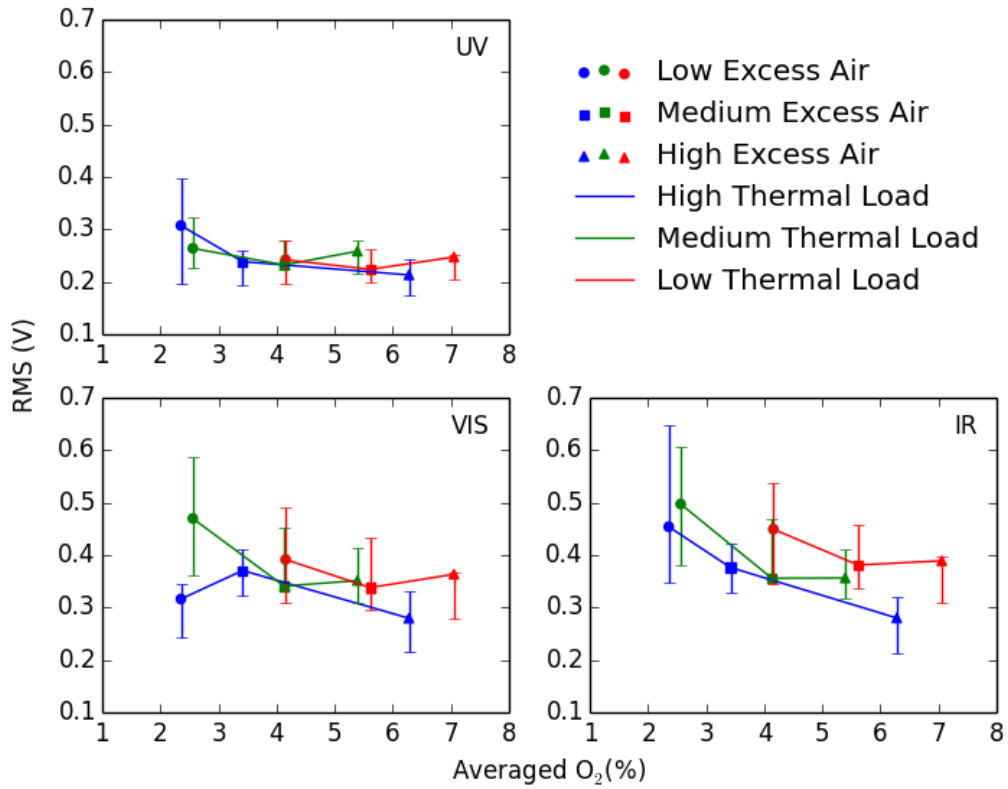 UV
0.7
0.6
0.5
0.4
0.3
0.2
0.1
1 2 3 4 5 6 7 8
Low Excess Air
Medium Excess Air
High Excess Air
High Thermal Load
Medium Thermal Load
Low Thermal Load
RMS (V)
VIS
0.7
0.6
0.5
0.4
0.3
0.2
0.1
1 2 3 4 5 6 7 8
IR
0.7
0.6
0.5
0.4
0.3
0.2
0.1
1 2 3 4 5 6 7 8
Averaged O₂(%)